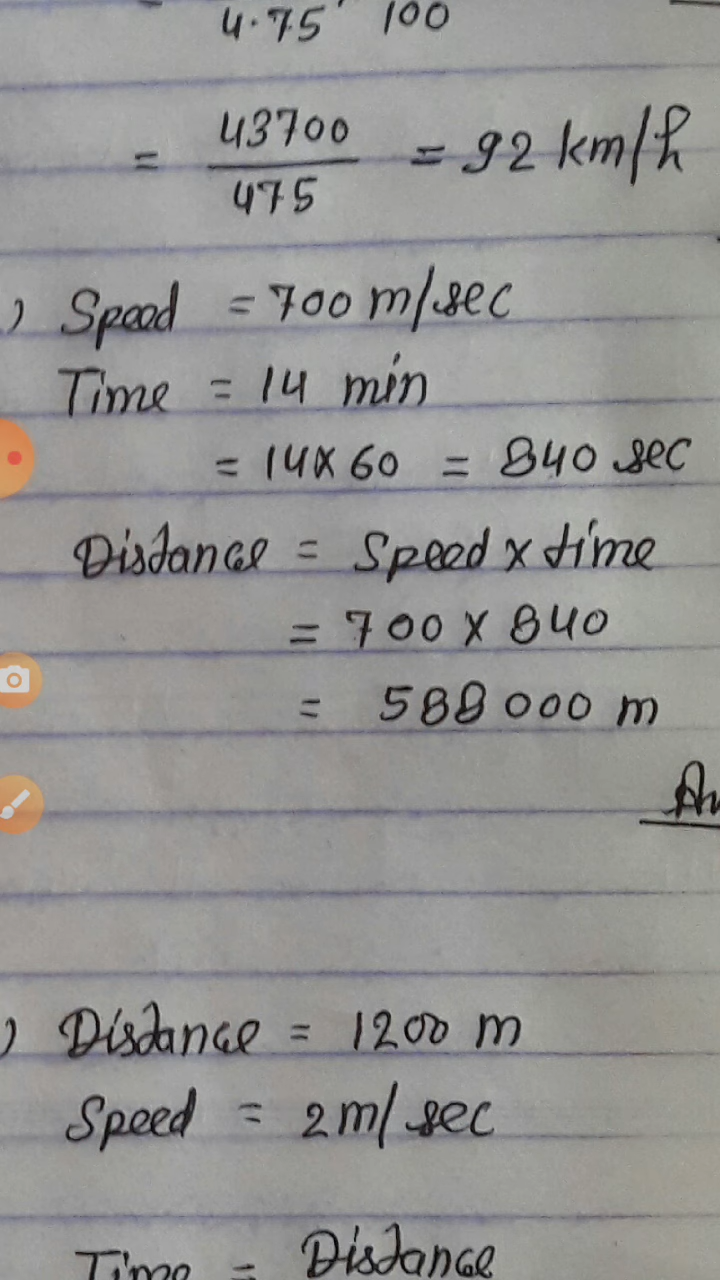 4.75 100
= 43700/475 = 92 km/h
) Speed = 700 m/sec
Time = 14 min
= 14 x 60 = 840 sec
Distance = Speed x time
= 700 x 840
= 588000 m
) Distance = 1200 m
Speed = 2 m/sec
Time = Distance